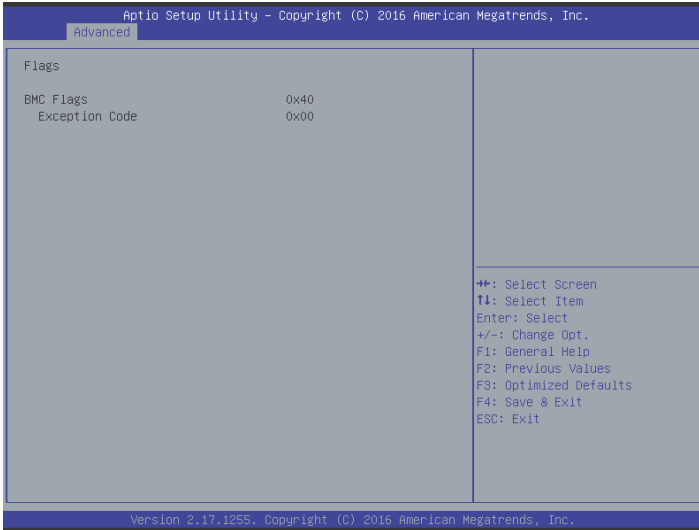 Aptio Setup Utility – Copyright (C) 2016 American Megatrends, Inc.
Advanced
Flags
BMC Flags 0x40
Exception Code 0x00
→←: Select Screen
↑↓: Select Item
Enter: Select
+/-: Change Opt.
F1: General Help
F2: Previous Values
F3: Optimized Defaults
F4: Save & Exit
ESC: Exit
Version 2.17.1255. Copyright (C) 2016 American Megatrends, Inc.